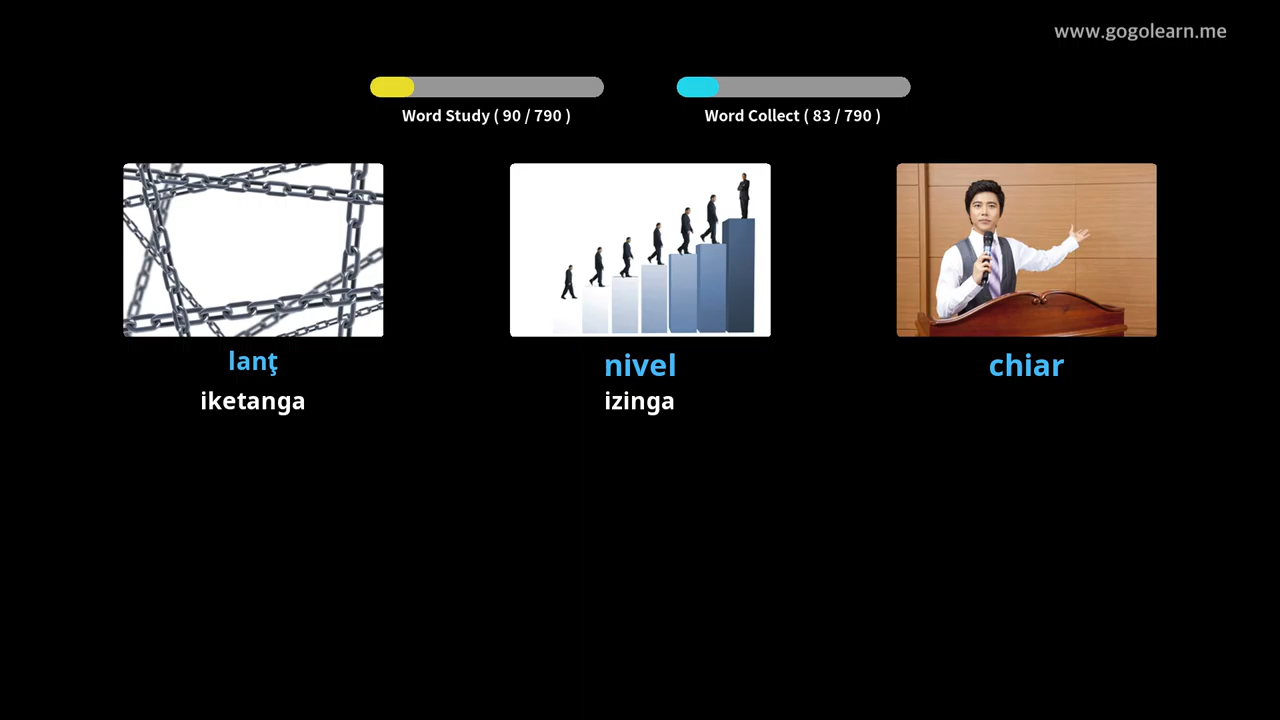 www.gogolearn.me
Word Study ( 90 / 790 )
Word Collect ( 83 / 790 )
lanţ
nivel
chiar
iketanga
izinga